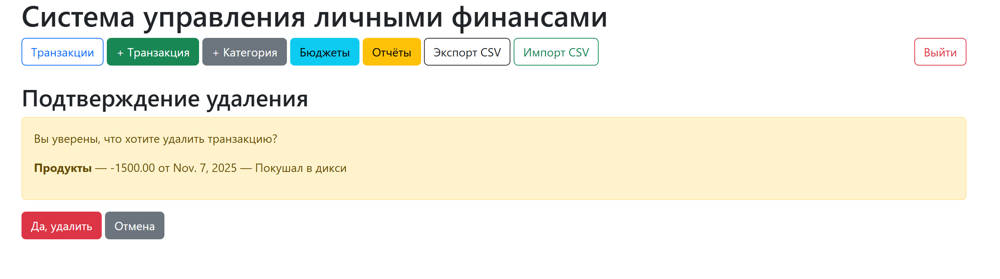 Система управления личными финансами
Транзакции + Транзакция + Категория Бюджеты Отчёты Экспорт CSV Импорт CSV Выйти
Подтверждение удаления
Вы уверены, что хотите удалить транзакцию?
Продукты — -1500.00 от Nov. 7, 2025 — Покушал в дикси
Да, удалить Отмена